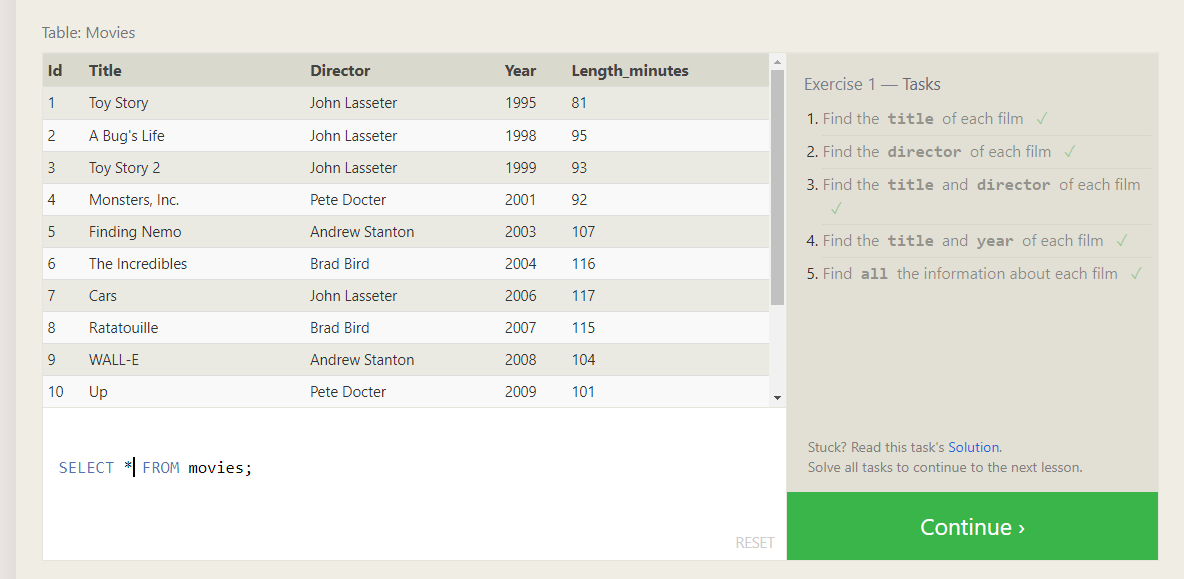 Table: Movies
Id Title Director Year Length_minutes
1 Toy Story John Lasseter 1995 81
2 A Bug's Life John Lasseter 1998 95
3 Toy Story 2 John Lasseter 1999 93
4 Monsters, Inc. Pete Docter 2001 92
5 Finding Nemo Andrew Stanton 2003 107
6 The Incredibles Brad Bird 2004 116
7 Cars John Lasseter 2006 117
8 Ratatouille Brad Bird 2007 115
9 WALL-E Andrew Stanton 2008 104
10 Up Pete Docter 2009 101
SELECT * FROM movies;
RESET
Exercise 1 — Tasks
1. Find the title of each film ✓
2. Find the director of each film ✓
3. Find the title and director of each film
✓
4. Find the title and year of each film ✓
5. Find all the information about each film ✓
Stuck? Read this task's Solution.
Solve all tasks to continue to the next lesson.
Continue ›